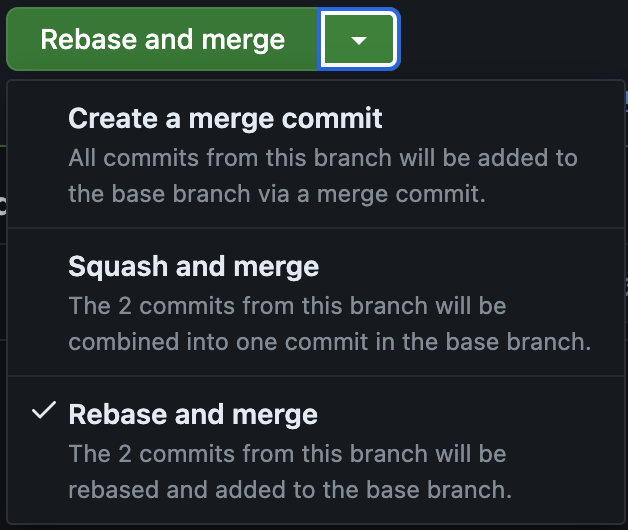 Rebase and merge
Create a merge commit
All commits from this branch will be added to
the base branch via a merge commit.
Squash and merge
The 2 commits from this branch will be
combined into one commit in the base branch.
Rebase and merge
The 2 commits from this branch will be
rebased and added to the base branch.